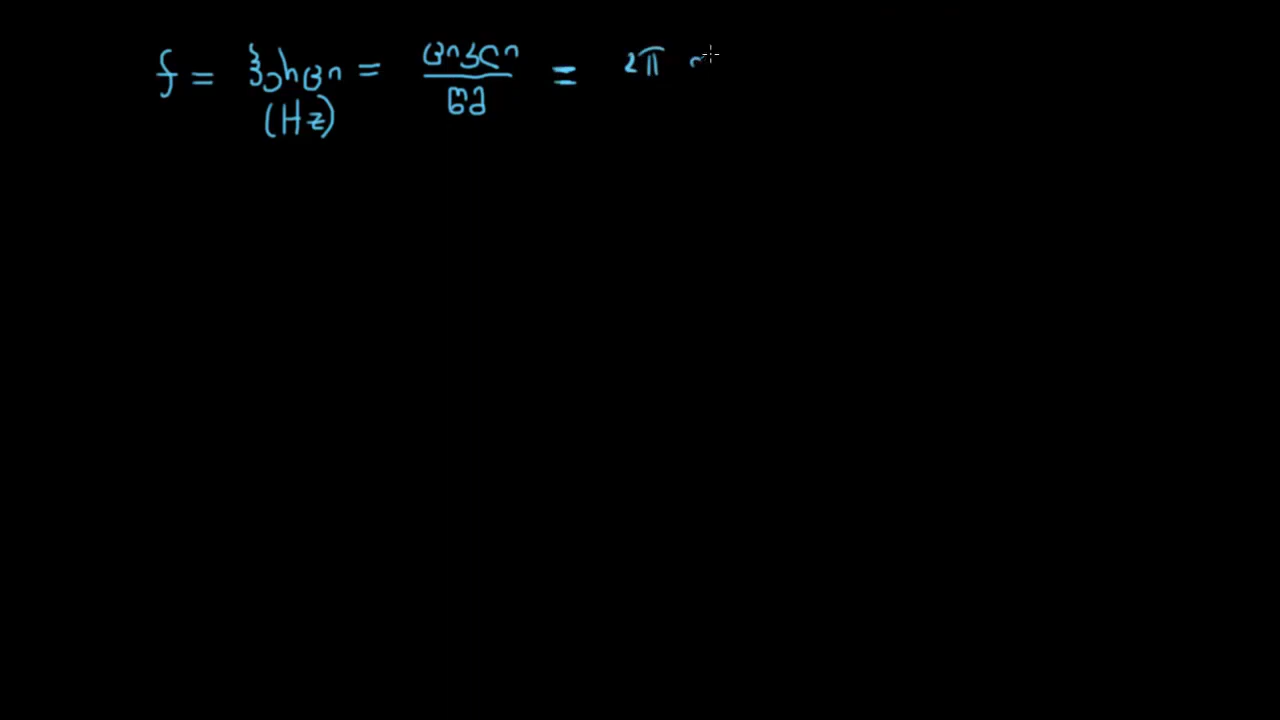 f = ჰერცი = ციკლი / წმ = 2π
(Hz)